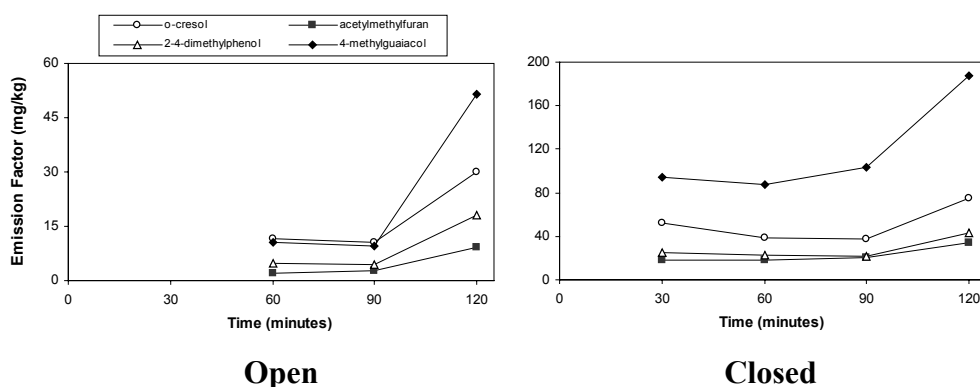 o-cresol acetylmethylfuran
2-4-dimethylphenol 4-methylguaiacol
Emission Factor (mg/kg)
60
45
30
15
0
0 30 60 90 120
Time (minutes)
Open
200
160
120
80
40
0
0 30 60 90 120
Time (minutes)
Closed